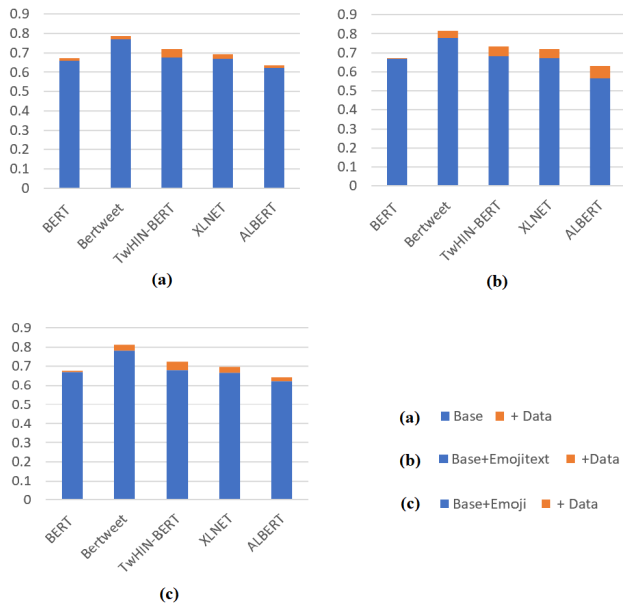 0.9
0.8
0.7
0.6
0.5
0.4
0.3
0.2
0.1
0
BERT
Bertweet
TwHIN-BERT
XLNET
ALBERT
(a)
0.9
0.8
0.7
0.6
0.5
0.4
0.3
0.2
0.1
0
BERT
Bertweet
TwHIN-BERT
XLNET
ALBERT
(b)
0.9
0.8
0.7
0.6
0.5
0.4
0.3
0.2
0.1
0
BERT
Bertweet
TwHIN-BERT
XLNET
ALBERT
(c)
(a) Base + Data
(b) Base+Emojitext +Data
(c) Base+Emoji + Data